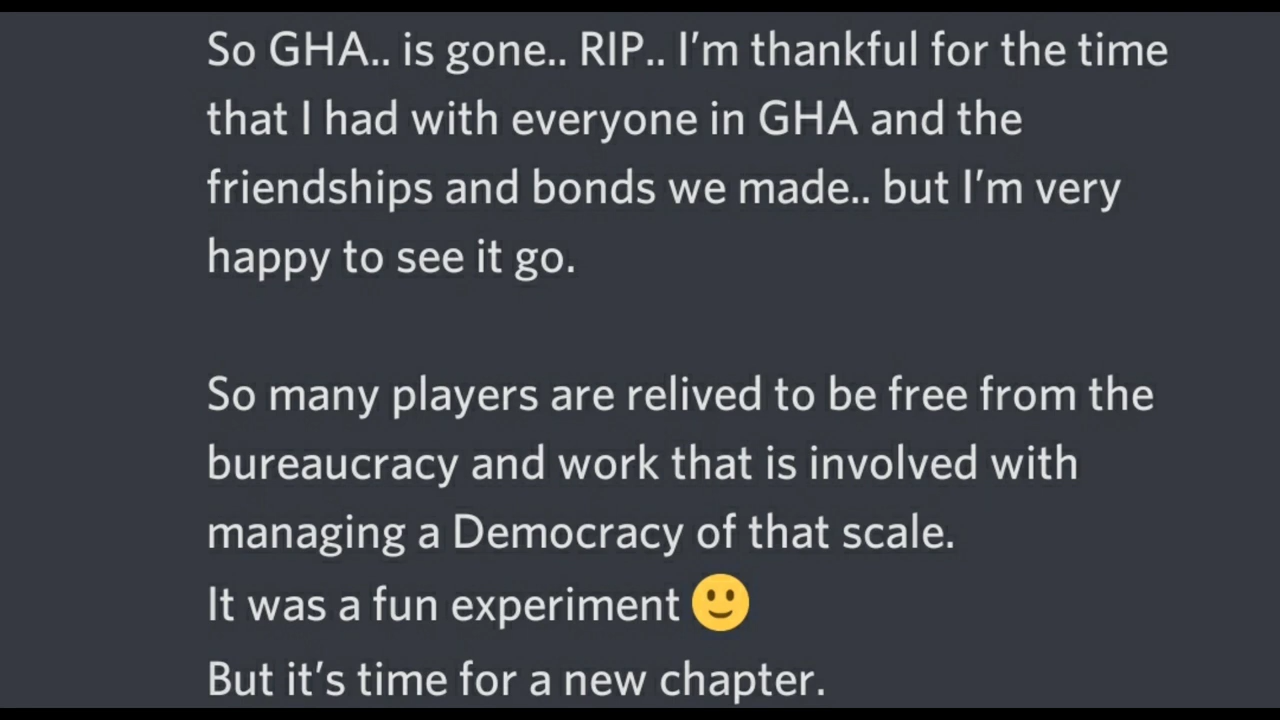 So GHA.. is gone.. RIP.. I’m thankful for the time
that I had with everyone in GHA and the
friendships and bonds we made.. but I’m very
happy to see it go.
So many players are relived to be free from the
bureaucracy and work that is involved with
managing a Democracy of that scale.
It was a fun experiment 🙂
But it’s time for a new chapter.